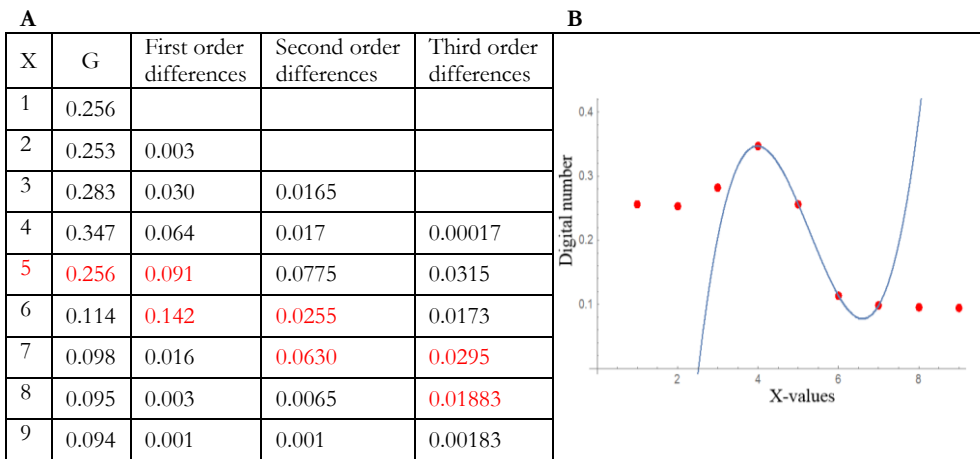 A
X G First order differences Second order differences Third order differences
1 0.256
2 0.253 0.003
3 0.283 0.030 0.0165
4 0.347 0.064 0.017 0.00017
5 0.256 0.091 0.0775 0.0315
6 0.114 0.142 0.0255 0.0173
7 0.098 0.016 0.0630 0.0295
8 0.095 0.003 0.0065 0.01883
9 0.094 0.001 0.001 0.00183
B
Digital number
0.4
0.3
0.2
0.1
2 4 6 8
X-values